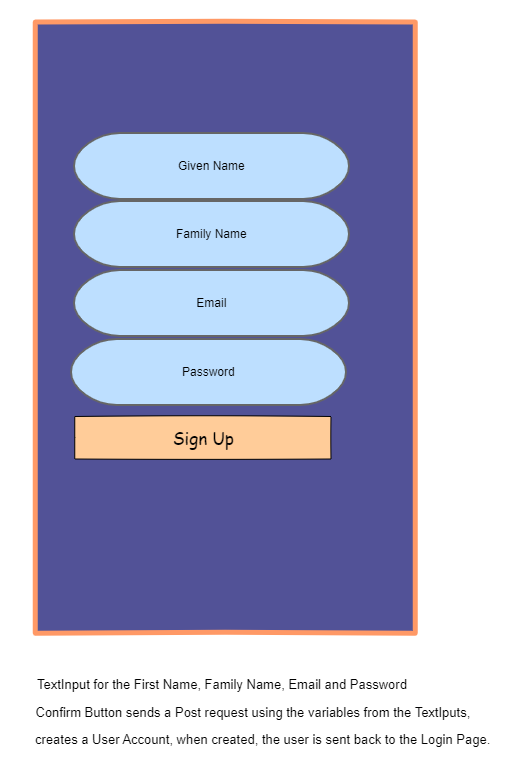 Given Name
Family Name
Email
Password
Sign Up
TextInput for the First Name, Family Name, Email and Password
Confirm Button sends a Post request using the variables from the TextIputs,
creates a User Account, when created, the user is sent back to the Login Page.